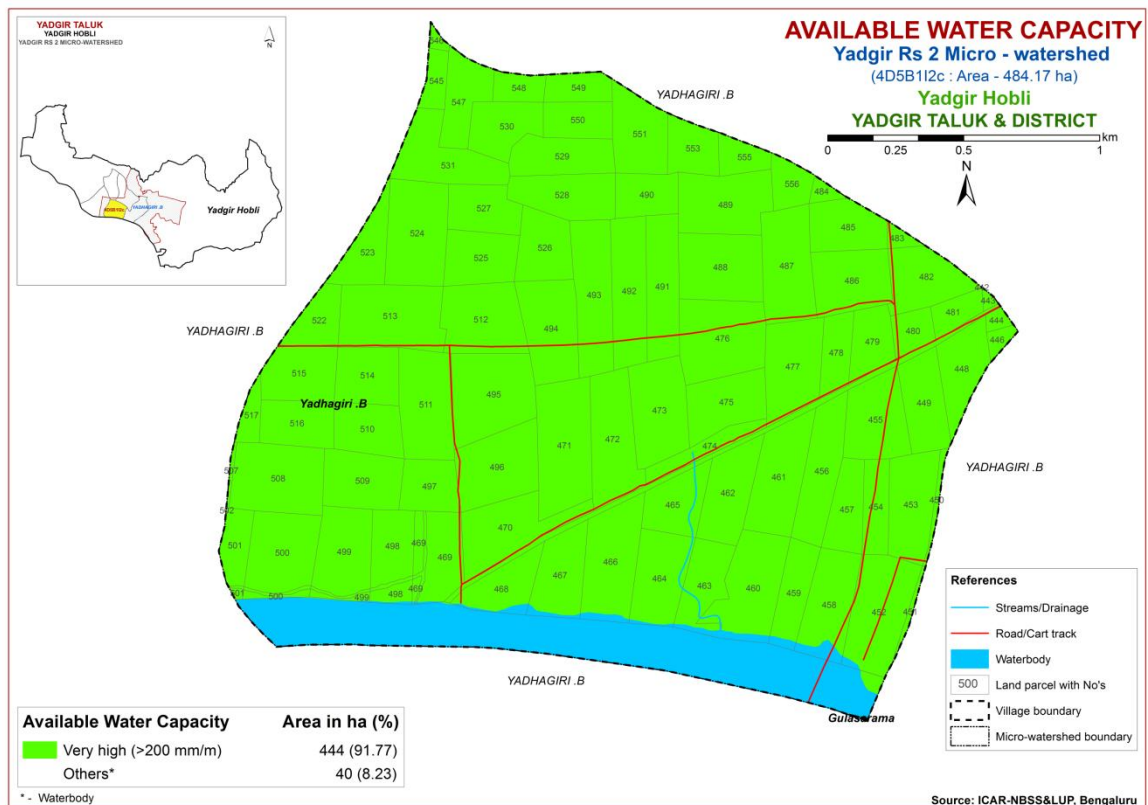 YADGIR TALUK
YADGIR HOBLI
YADGIR RS 2 MICRO-WATERSHED
N
Yadgir Hobli
YADHAGIRI .B
4D5B1I2c
AVAILABLE WATER CAPACITY
Yadgir Rs 2 Micro - watershed
(4D5B1I2c : Area - 484.17 ha)
Yadgir Hobli
YADGIR TALUK & DISTRICT
km
0 0.25 0.5 1
N
YADHAGIRI .B
546
545
548 549
547
550
530 551
553
555
529
531
556
484
528 490
489
527
485
524
483
526
523
525
488 487
482
486
493 492 491
442
443
481
444
522
513
512
494
480
476
446
YADHAGIRI .B
479
478
477
448
515 514
495
511
475
449
Yadhagiri .B
473
455
517
516
510
472
471
474
507
496
456
508 509
497
461
462
YADHAGIRI .B
450
453
454
457
465
502
470
501 500 499 498 469
469
466
467
464
463
460
459
458
452
451
468
501 500 499 498 469
YADHAGIRI .B
Gulasarama
References
Streams/Drainage
Road/Cart track
Waterbody
500 Land parcel with No's
Village boundary
Micro-watershed boundary
Available Water Capacity Area in ha (%)
Very high (>200 mm/m) 444 (91.77)
Others* 40 (8.23)
* - Waterbody
Source: ICAR-NBSS&LUP, Bengaluru